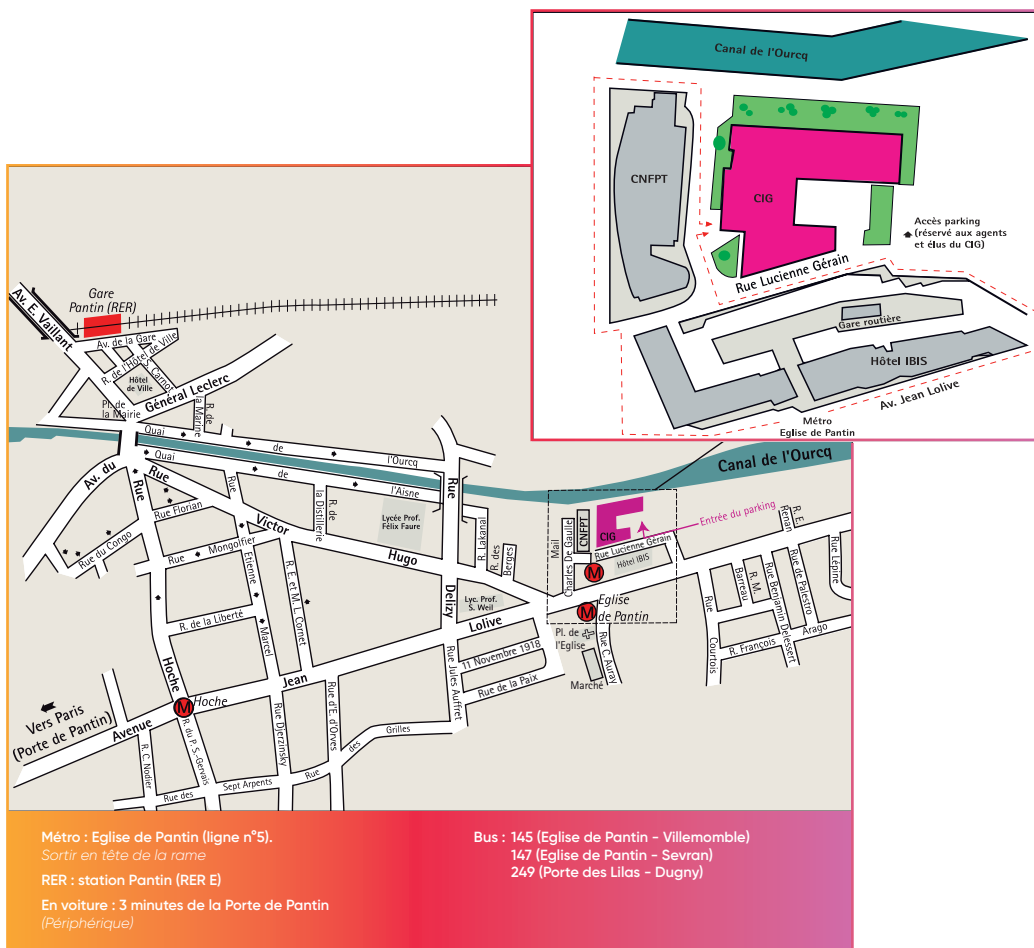 Canal de l'Ourcq
CNFPT
CIG
Accès parking
(réservé aux agents
et élus du CIG)
Rue Lucienne Gérain
Gare routière
Hôtel IBIS
Av. Jean Lolive
Métro
Eglise de Pantin
Gare
Pantin (RER)
Av. E. Vaillant
Av. de la Gare
R. de l'Hôtel de Ville
S. Carnot
Hôtel
de Ville
Général Leclerc
Pl. de
la Mairie
R. de
la Marine
Quai de l'Ourcq
Quai de l'Aisne
Canal de l'Ourcq
Av. du
Rue Victor Hugo
Rue Hoche
Rue Florian
Rue du Congo
Rue Mongolfier
Rue Etienne Marcel
R. de
la Distillerie
Lycée Prof.
Félix Faure
R. E. et M. L. Cornet
R. de la Liberté
Rue Delizy
R. Lakanal
R. des
Berges
Lyc. Prof.
S. Weil
Mail
Charles De Gaulle
CNFPT
CIG
Entrée du parking
Rue Lucienne Gérain
Hôtel IBIS
M
M
Eglise
de Pantin
Pl. de
l'Eglise
Marché
Rue C. Auray
R. E.
Renan
Rue Lépine
R. M.
Barreau
Rue de Palestro
Rue Benjamin Delessert
Rue
Courtois
R. François Arago
11 Novembre 1918
Rue de la Paix
Rue Jules Auffret
Avenue Jean Lolive
M
Hoche
Vers Paris
(Porte de Pantin)
R. C. Nodier
R. du P. S.-Gervais
Rue Djerzinsky
Rue d'E. d'Orves
Rue des Sept Arpents
Rue des Grilles
Métro : Eglise de Pantin (ligne n°5).
Sortir en tête de la rame
RER : station Pantin (RER E)
En voiture : 3 minutes de la Porte de Pantin
(Périphérique)
Bus : 145 (Eglise de Pantin - Villemomble)
147 (Eglise de Pantin - Sevran)
249 (Porte des Lilas - Dugny)